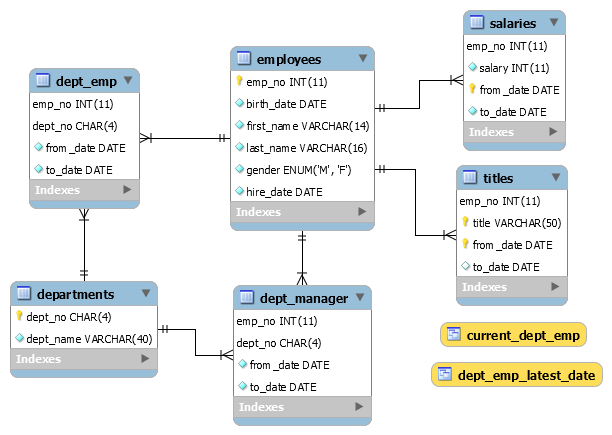 dept_emp
emp_no INT(11)
dept_no CHAR(4)
from_date DATE
to_date DATE
Indexes
employees
emp_no INT(11)
birth_date DATE
first_name VARCHAR(14)
last_name VARCHAR(16)
gender ENUM('M', 'F')
hire_date DATE
Indexes
salaries
emp_no INT(11)
salary INT(11)
from_date DATE
to_date DATE
Indexes
titles
emp_no INT(11)
title VARCHAR(50)
from_date DATE
to_date DATE
Indexes
departments
dept_no CHAR(4)
dept_name VARCHAR(40)
Indexes
dept_manager
emp_no INT(11)
dept_no CHAR(4)
from_date DATE
to_date DATE
Indexes
current_dept_emp
dept_emp_latest_date